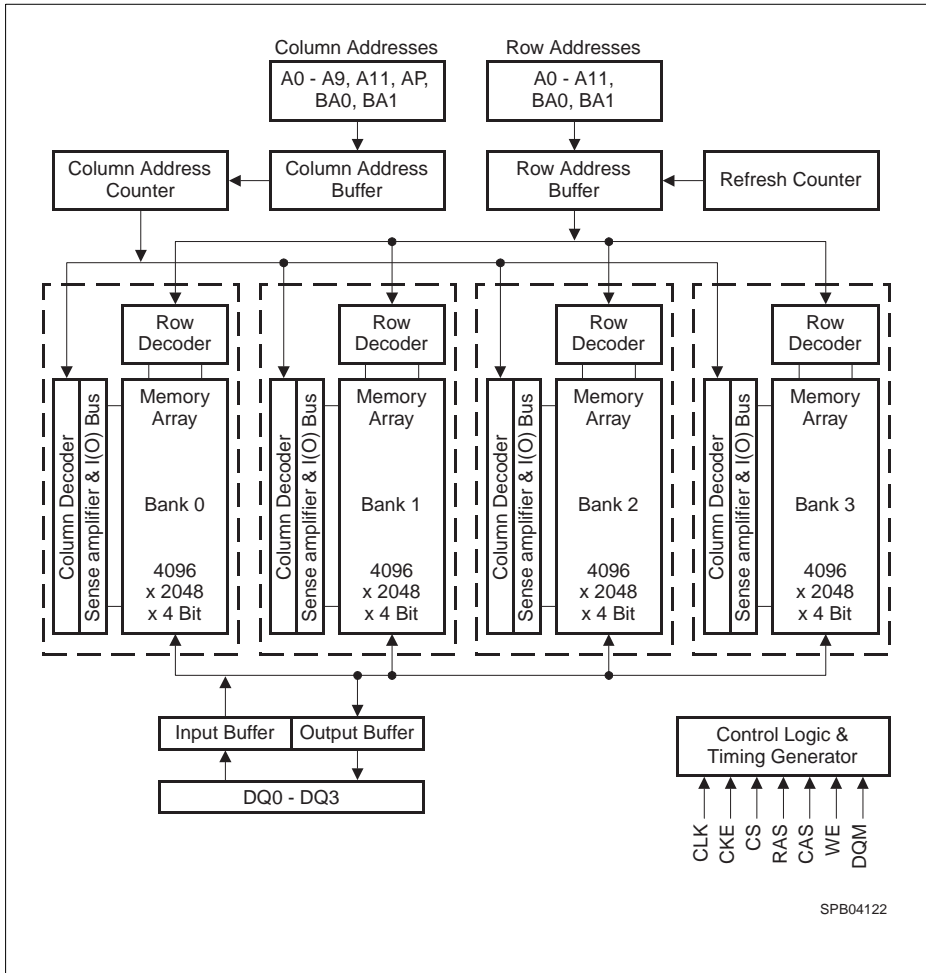 Column Addresses
A0 - A9, A11, AP,
BA0, BA1
Row Addresses
A0 - A11,
BA0, BA1
Column Address
Counter
Column Address
Buffer
Row Address
Buffer
Refresh Counter
Row
Decoder
Memory
Array
Bank 0
4096
x 2048
x 4 Bit
Column Decoder
Sense amplifier & I(O) Bus
Row
Decoder
Memory
Array
Bank 1
4096
x 2048
x 4 Bit
Column Decoder
Sense amplifier & I(O) Bus
Row
Decoder
Memory
Array
Bank 2
4096
x 2048
x 4 Bit
Column Decoder
Sense amplifier & I(O) Bus
Row
Decoder
Memory
Array
Bank 3
4096
x 2048
x 4 Bit
Column Decoder
Sense amplifier & I(O) Bus
Input Buffer
Output Buffer
DQ0 - DQ3
Control Logic &
Timing Generator
CLK
CKE
CS
RAS
CAS
WE
DQM
SPB04122